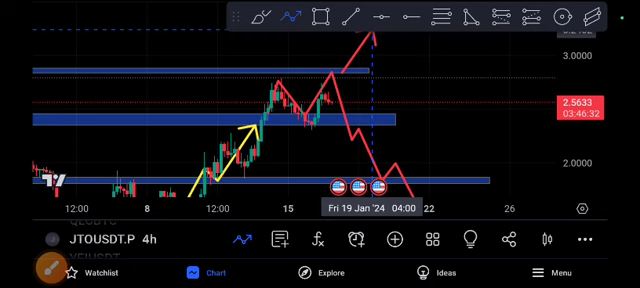 3.0000
2.5633
03:46:32
2.0000
12:00
8
12:00
15
Fri 19 Jan '24 04:00
22
26
JTOUSDT.P 4h
Watchlist
Chart
Explore
Ideas
Menu